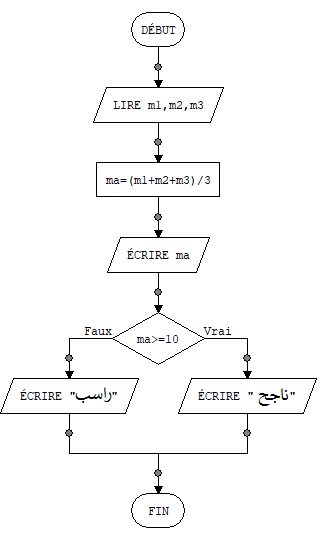 DÉBUT
LIRE m1,m2,m3
ma=(m1+m2+m3)/3
ÉCRIRE ma
Faux
ma>=10
Vrai
ÉCRIRE "راسب"
ÉCRIRE " ناجح"
FIN